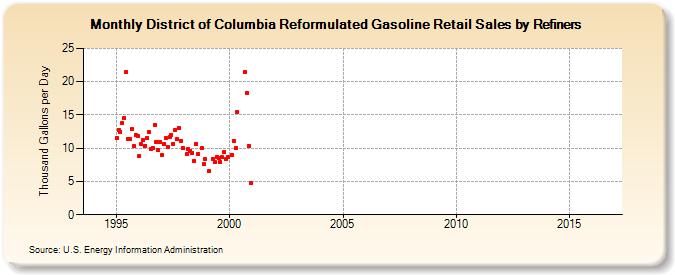 Monthly District of Columbia Reformulated Gasoline Retail Sales by Refiners
Thousand Gallons per Day
25
20
15
10
5
0
1995 2000 2005 2010 2015
Source: U.S. Energy Information Administration